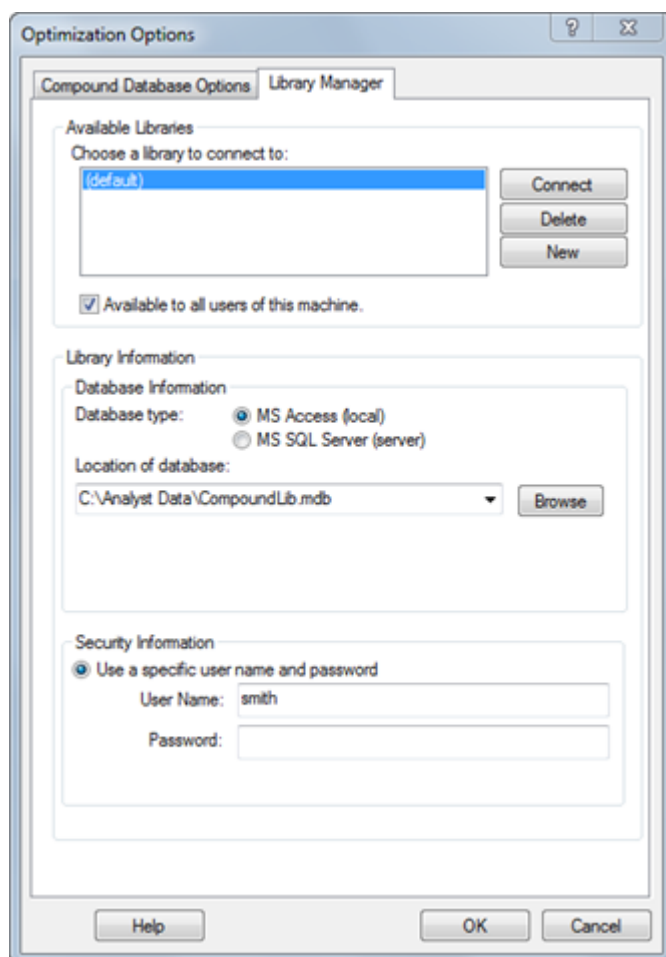 Optimization Options
Compound Database Options Library Manager
Available Libraries
Choose a library to connect to:
(default)
Connect
Delete
New
Available to all users of this machine.
Library Information
Database Information
Database type: MS Access (local)
MS SQL Server (server)
Location of database:
C:\Analyst Data\CompoundLib.mdb Browse
Security Information
Use a specific user name and password
User Name: smith
Password:
Help OK Cancel